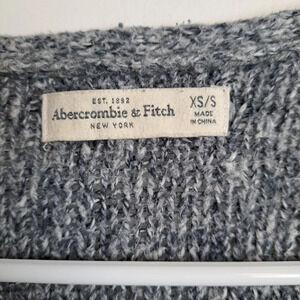 EST. 1892
Abercrombie & Fitch
NEW YORK
XS/S
MADE
IN CHINA